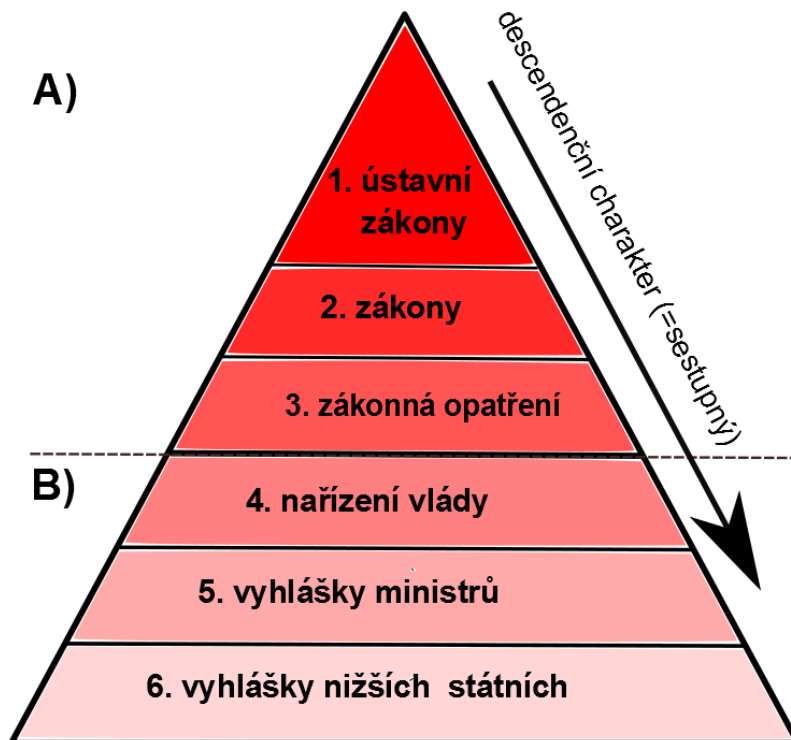 A)
descendenční charakter (=sestupný)
1. ústavní
zákony
2. zákony
3. zákonná opatření
B)
4. nařízení vlády
5. vyhlášky ministrů
6. vyhlášky nižších státních